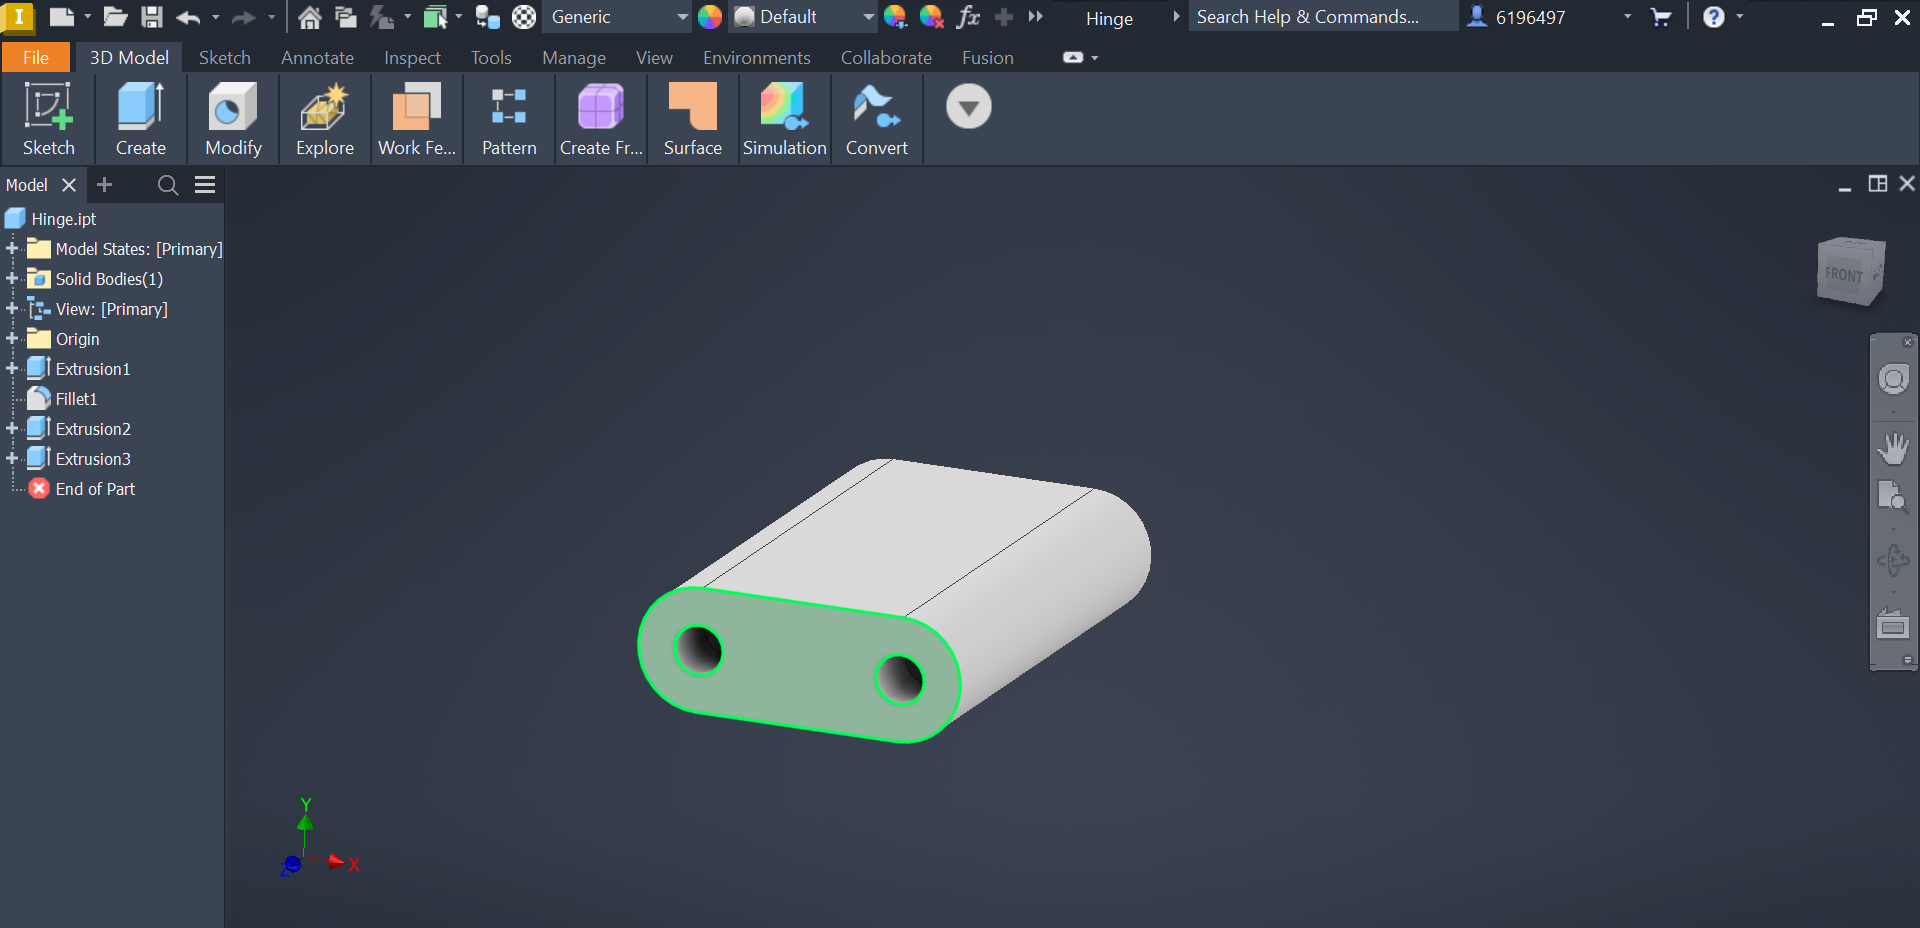 I
Generic
Default
fx
Hinge
Search Help & Commands...
6196497
?
File
3D Model
Sketch
Annotate
Inspect
Tools
Manage
View
Environments
Collaborate
Fusion
Sketch
Create
Modify
Explore
Work Fe...
Pattern
Create Fr...
Surface
Simulation
Convert
Model
Hinge.ipt
Model States: [Primary]
Solid Bodies(1)
View: [Primary]
Origin
Extrusion1
Fillet1
Extrusion2
Extrusion3
End of Part
FRONT
Y
X
Z